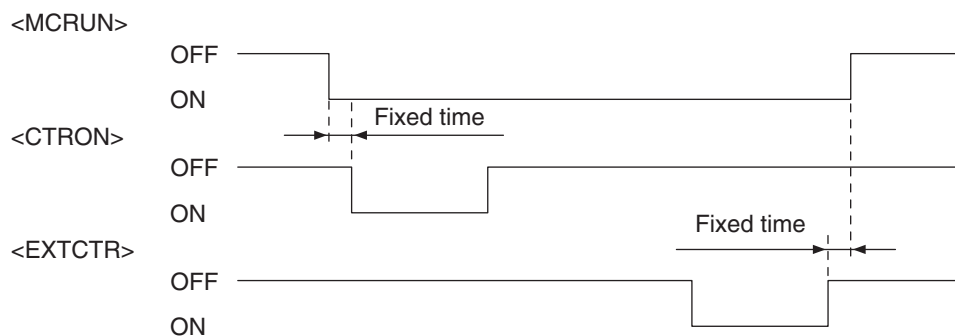 <MCRUN>
OFF
ON
Fixed time
<CTRON>
OFF
ON
Fixed time
<EXTCTR>
OFF
ON